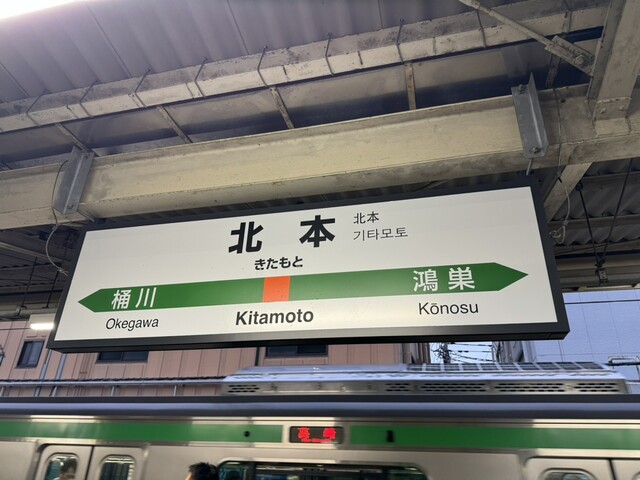 北本
北本
기타모토
きたもと
桶川
鴻巣
Okegawa
Kitamoto
Kōnosu